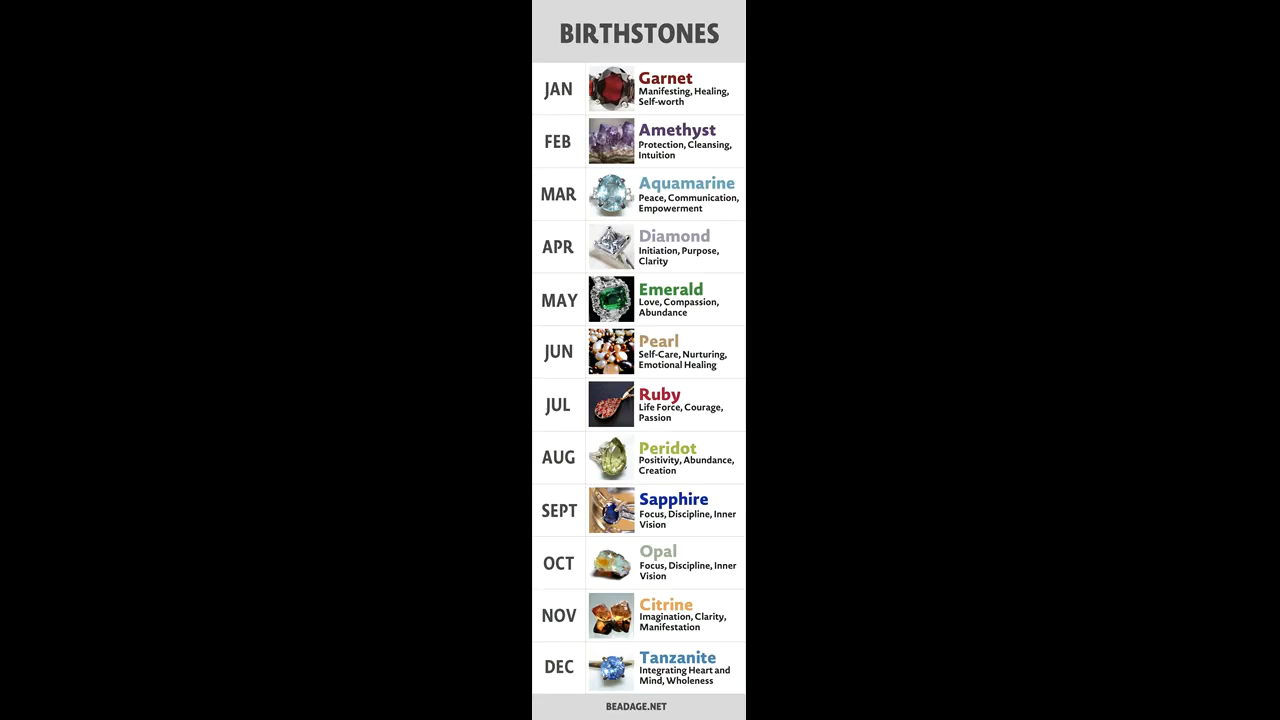 BIRTHSTONES
JAN
Garnet
Manifesting, Healing,
Self-worth
FEB
Amethyst
Protection, Cleansing,
Intuition
MAR
Aquamarine
Peace, Communication,
Empowerment
APR
Diamond
Initiation, Purpose,
Clarity
MAY
Emerald
Love, Compassion,
Abundance
JUN
Pearl
Self-Care, Nurturing,
Emotional Healing
JUL
Ruby
Life Force, Courage,
Passion
AUG
Peridot
Positivity, Abundance,
Creation
SEPT
Sapphire
Focus, Discipline, Inner
Vision
OCT
Opal
Focus, Discipline, Inner
Vision
NOV
Citrine
Imagination, Clarity,
Manifestation
DEC
Tanzanite
Integrating Heart and
Mind, Wholeness
BEADAGE.NET